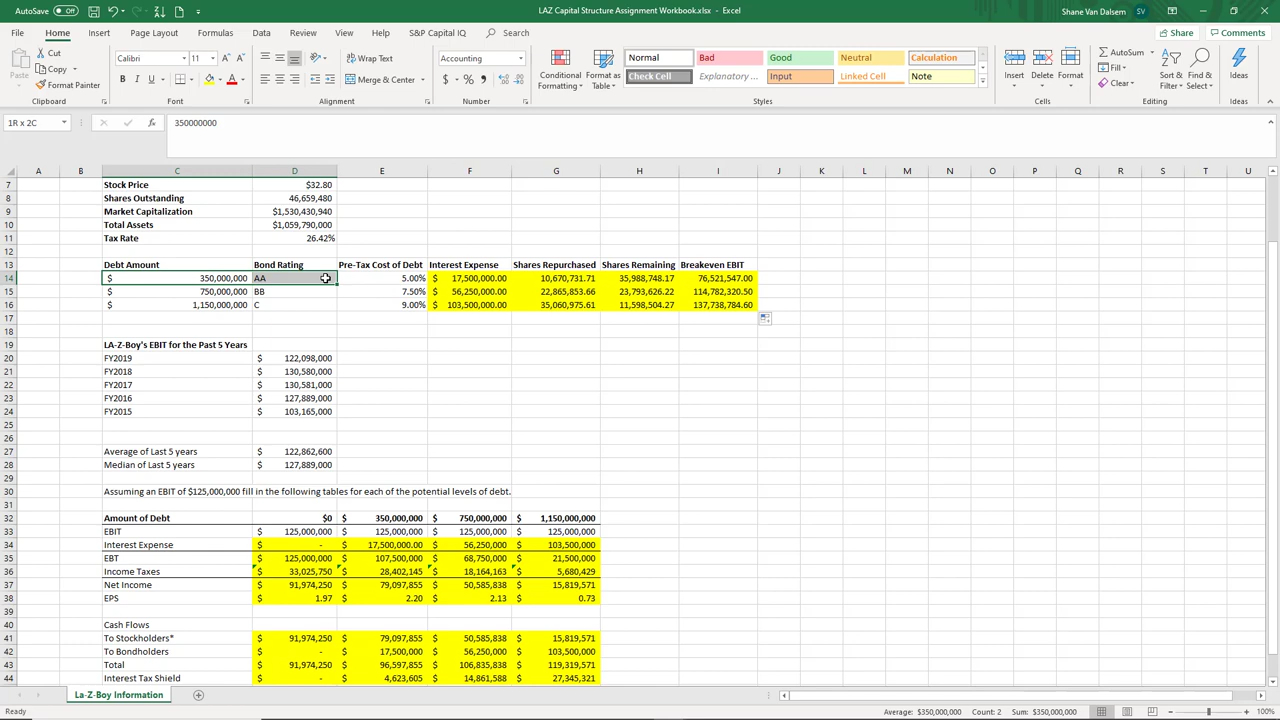 AutoSave Off LAZ Capital Structure Assignment Workbook.xlsx - Excel Shane Van Dalsem SV
File Home Insert Page Layout Formulas Data Review View Help S&P Capital IQ Search Share Comments
Paste Cut Copy Format Painter Clipboard
Calibri 11 B I U Font
Wrap Text Merge & Center Alignment
Accounting $ % Number
Conditional Formatting Format as Table Normal Bad Good Neutral Calculation
Check Cell Explanatory ... Input Linked Cell Note Styles
Insert Delete Format Cells
AutoSum Fill Clear Sort & Filter Find & Select Editing
Ideas Ideas
1R x 2C fx 350000000
A B C D E F G H I J K L M N O P Q R S T U
7 Stock Price $32.80
8 Shares Outstanding 46,659,480
9 Market Capitalization $1,530,430,940
10 Total Assets $1,059,790,000
11 Tax Rate 26.42%
12
13 Debt Amount Bond Rating Pre-Tax Cost of Debt Interest Expense Shares Repurchased Shares Remaining Breakeven EBIT
14 $ 350,000,000 AA 5.00% $ 17,500,000.00 10,670,731.71 35,988,748.17 76,521,547.00
15 $ 750,000,000 BB 7.50% $ 56,250,000.00 22,865,853.66 23,793,626.22 114,782,320.50
16 $ 1,150,000,000 C 9.00% $ 103,500,000.00 35,060,975.61 11,598,504.27 137,738,784.60
17
18
19 LA-Z-Boy's EBIT for the Past 5 Years
20 FY2019 $ 122,098,000
21 FY2018 $ 130,580,000
22 FY2017 $ 130,581,000
23 FY2016 $ 127,889,000
24 FY2015 $ 103,165,000
25
26
27 Average of Last 5 years $ 122,862,600
28 Median of Last 5 years $ 127,889,000
29
30 Assuming an EBIT of $125,000,000 fill in the following tables for each of the potential levels of debt.
31
32 Amount of Debt $0 $ 350,000,000 $ 750,000,000 $ 1,150,000,000
33 EBIT $ 125,000,000 $ 125,000,000 $ 125,000,000 $ 125,000,000
34 Interest Expense $ - $ 17,500,000.00 $ 56,250,000 $ 103,500,000
35 EBT $ 125,000,000 $ 107,500,000 $ 68,750,000 $ 21,500,000
36 Income Taxes $ 33,025,750 $ 28,402,145 $ 18,164,163 $ 5,680,429
37 Net Income $ 91,974,250 $ 79,097,855 $ 50,585,838 $ 15,819,571
38 EPS $ 1.97 $ 2.20 $ 2.13 $ 0.73
39
40 Cash Flows
41 To Stockholders* $ 91,974,250 $ 79,097,855 $ 50,585,838 $ 15,819,571
42 To Bondholders $ - $ 17,500,000 $ 56,250,000 $ 103,500,000
43 Total $ 91,974,250 $ 96,597,855 $ 106,835,838 $ 119,319,571
44 Interest Tax Shield $ - $ 4,623,605 $ 14,861,588 $ 27,345,321
La-Z-Boy Information
Ready Average: $350,000,000 Count: 2 Sum: $350,000,000 100%